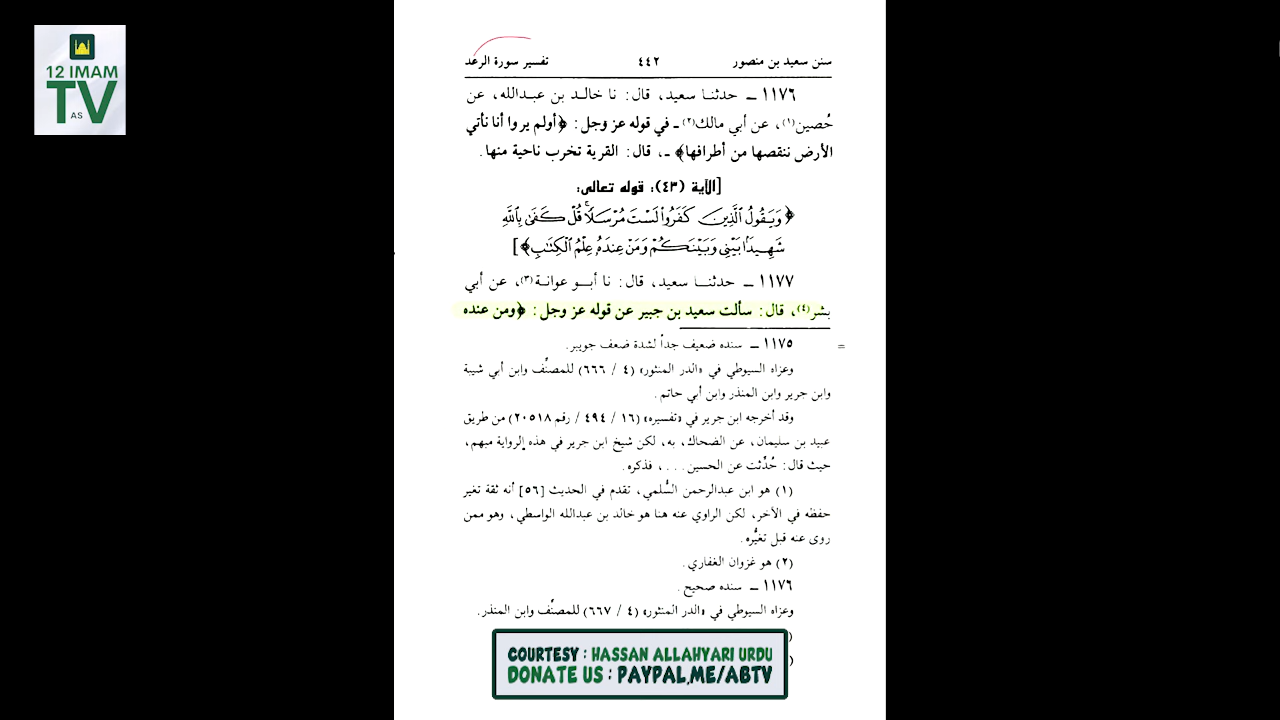 12 IMAM
TV
AS
سنن سعيد بن منصور ٤٤٢ تفسير سورة الرعد
١١٧٦ ــ حدثنا سعيد، قال: نا خالد بن عبدالله، عن
حُصين(١)، عن أبي مالك(٢) ـ في قوله عز وجل: ﴿أولم يروا أنا نأتي
الأرض ننقصها من أطرافها﴾ ـ، قال: القرية تخرب ناحية منها.
[الآية (٤٣): قوله تعالى:
﴿وَيَقُولُ الَّذِينَ كَفَرُوا لَسْتَ مُرْسَلًا ۚ قُلْ كَفَىٰ بِاللَّهِ
شَهِيدًا بَيْنِي وَبَيْنَكُمْ وَمَنْ عِندَهُ عِلْمُ الْكِتَابِ﴾]
١١٧٧ ــ حدثنا سعيد، قال: نا أبو عوانة(٣)، عن أبي
بشر(٤)، قال: سألت سعيد بن جبير عن قوله عز وجل: ﴿ومن عنده
١١٧٥ ــ سنده ضعيف جداً لشدة ضعف جويبر.
وعزاه السيوطي في «الدر المنثور» (٤ / ٦٦٦) للمصنِّف وابن أبي شيبة
وابن جرير وابن المنذر وابن أبي حاتم.
وقد أخرجه ابن جرير في «تفسيره» (١٦ / ٤٩٤ / رقم ٢٠٥١٨) من طريق
عبيد بن سليمان، عن الضحاك، به، لكن شيخ ابن جرير في هذه الرواية مبهم،
حيث قال: حُدِّثت عن الحسين . . . ، فذكره.
(١) هو ابن عبدالرحمن السُّلمي، تقدم في الحديث [٥٦] أنه ثقة تغير
حفظه في الآخر، لكن الراوي عنه هنا هو خالد بن عبدالله الواسطي، وهو ممن
روى عنه قبل تغيُّره.
(٢) هو غزوان الغفاري.
١١٧٦ ــ سنده صحيح.
وعزاه السيوطي في «الدر المنثور» (٤ / ٦٦٧) للمصنِّف وابن المنذر.
=
COURTESY : HASSAN ALLAHYARI URDU
DONATE US : PAYPAL.ME/ABTV